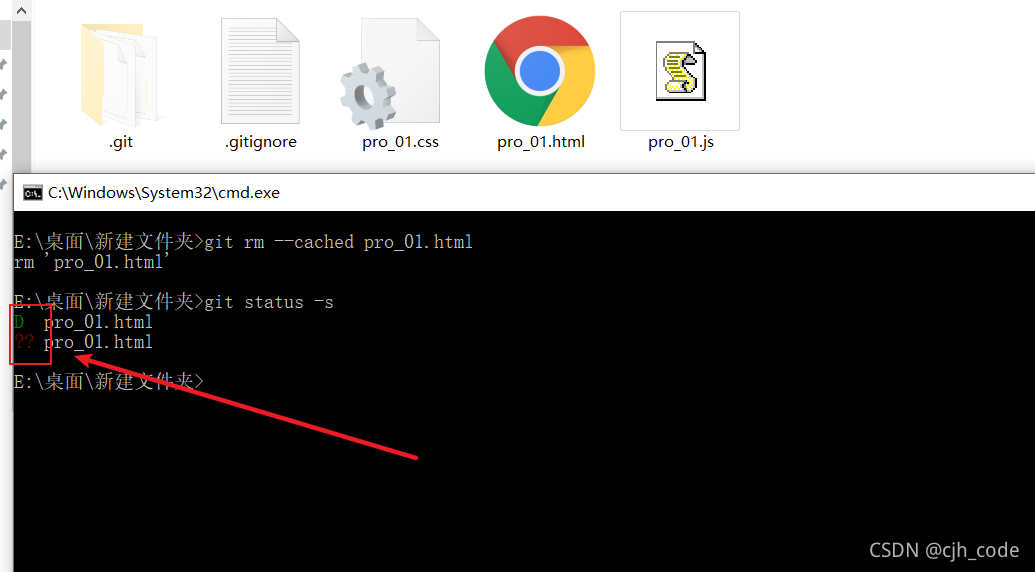 .git
.gitignore
pro_01.css
pro_01.html
pro_01.js
C:\Windows\System32\cmd.exe
E:\桌面\新建文件夹>git rm --cached pro_01.html
rm 'pro_01.html'
E:\桌面\新建文件夹>git status -s
D  pro_01.html
?? pro_01.html
E:\桌面\新建文件夹>
CSDN @cjh_code